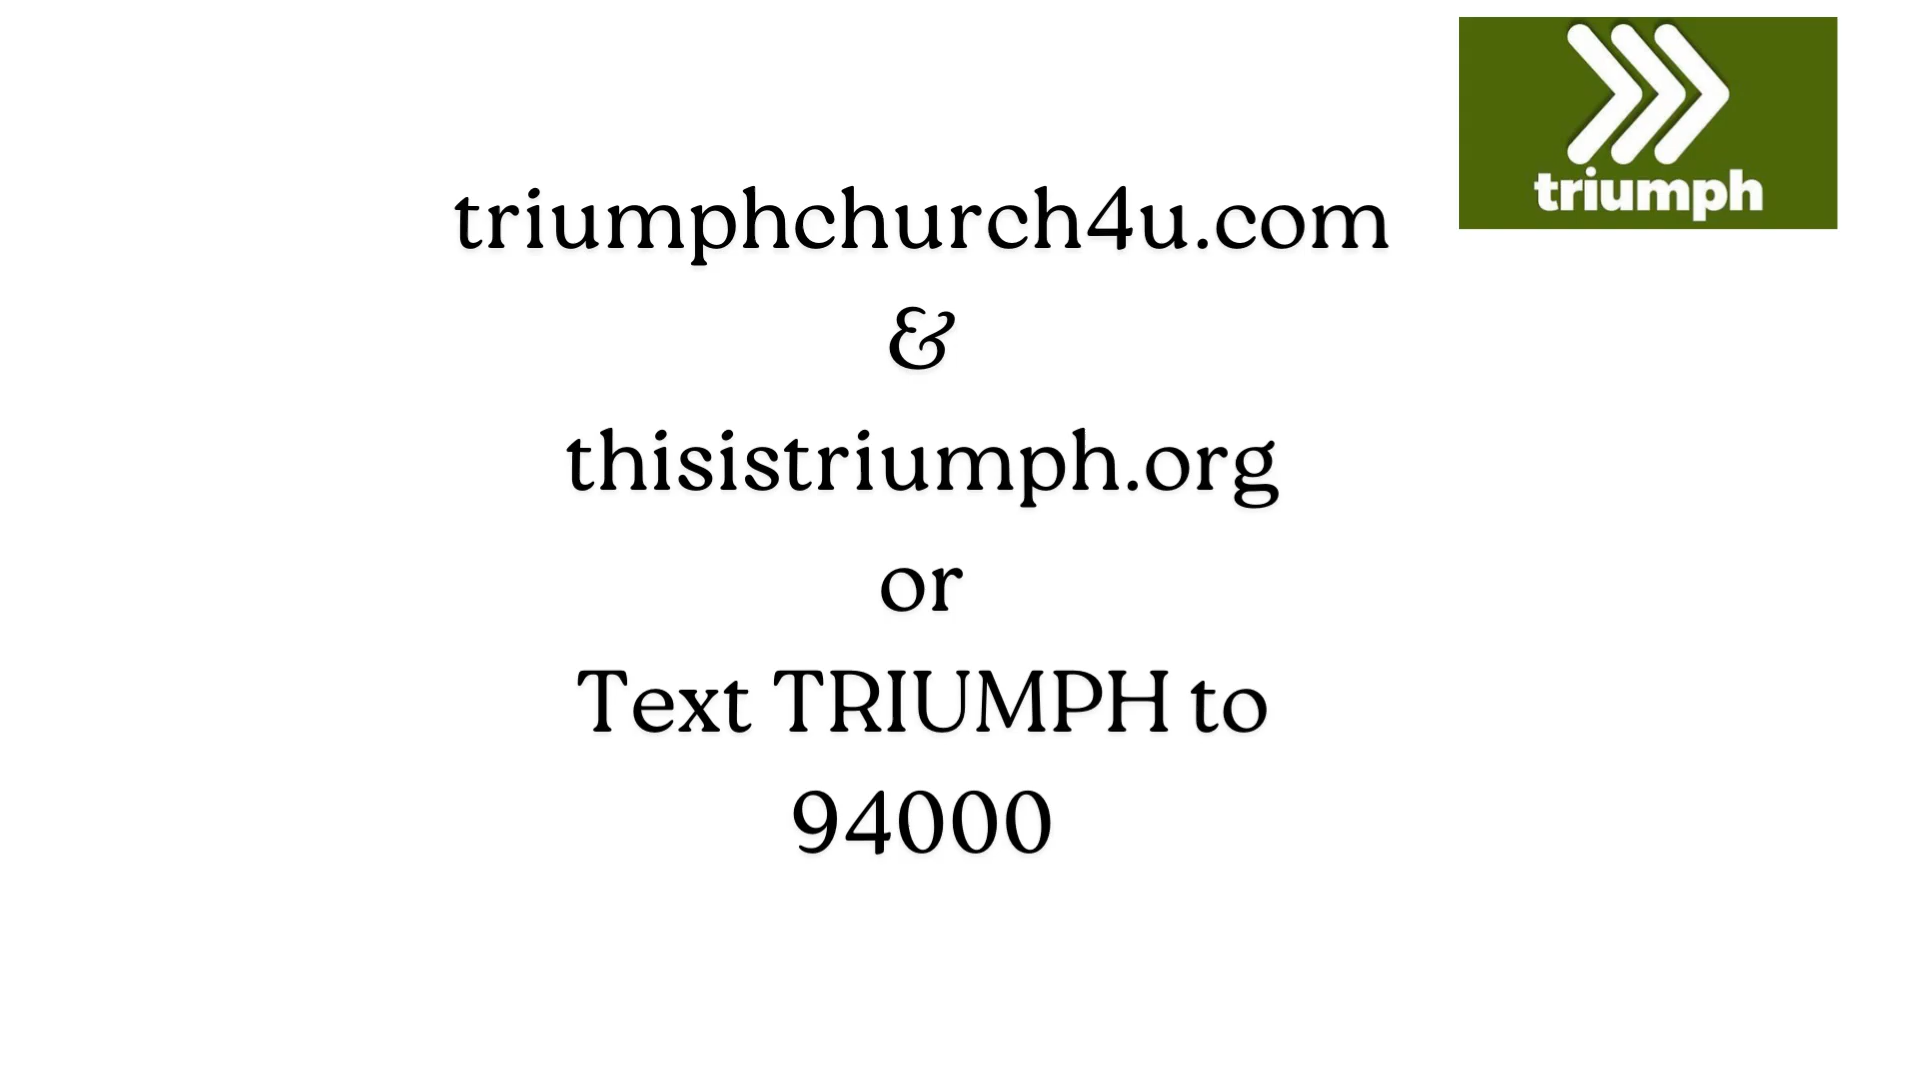 triumph
triumphchurch4u.com
&
thisistriumph.org
or
Text TRIUMPH to
94000